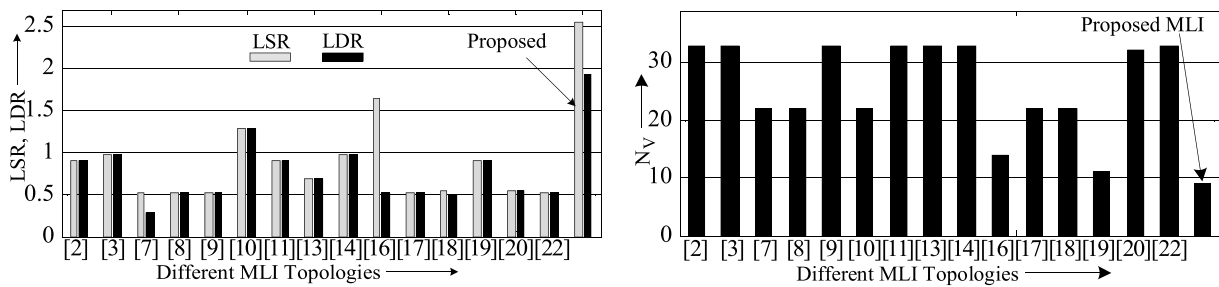 2.5
LSR LDR
Proposed
2
1.5
1
0.5
0
LSR, LDR
[2] [3] [7] [8] [9] [10] [11] [13] [14] [16] [17] [18] [19] [20] [22]
Different MLI Topologies
Proposed MLI
30
20
10
0
N_V
[2] [3] [7] [8] [9] [10] [11] [13] [14] [16] [17] [18] [19] [20] [22]
Different MLI Topologies